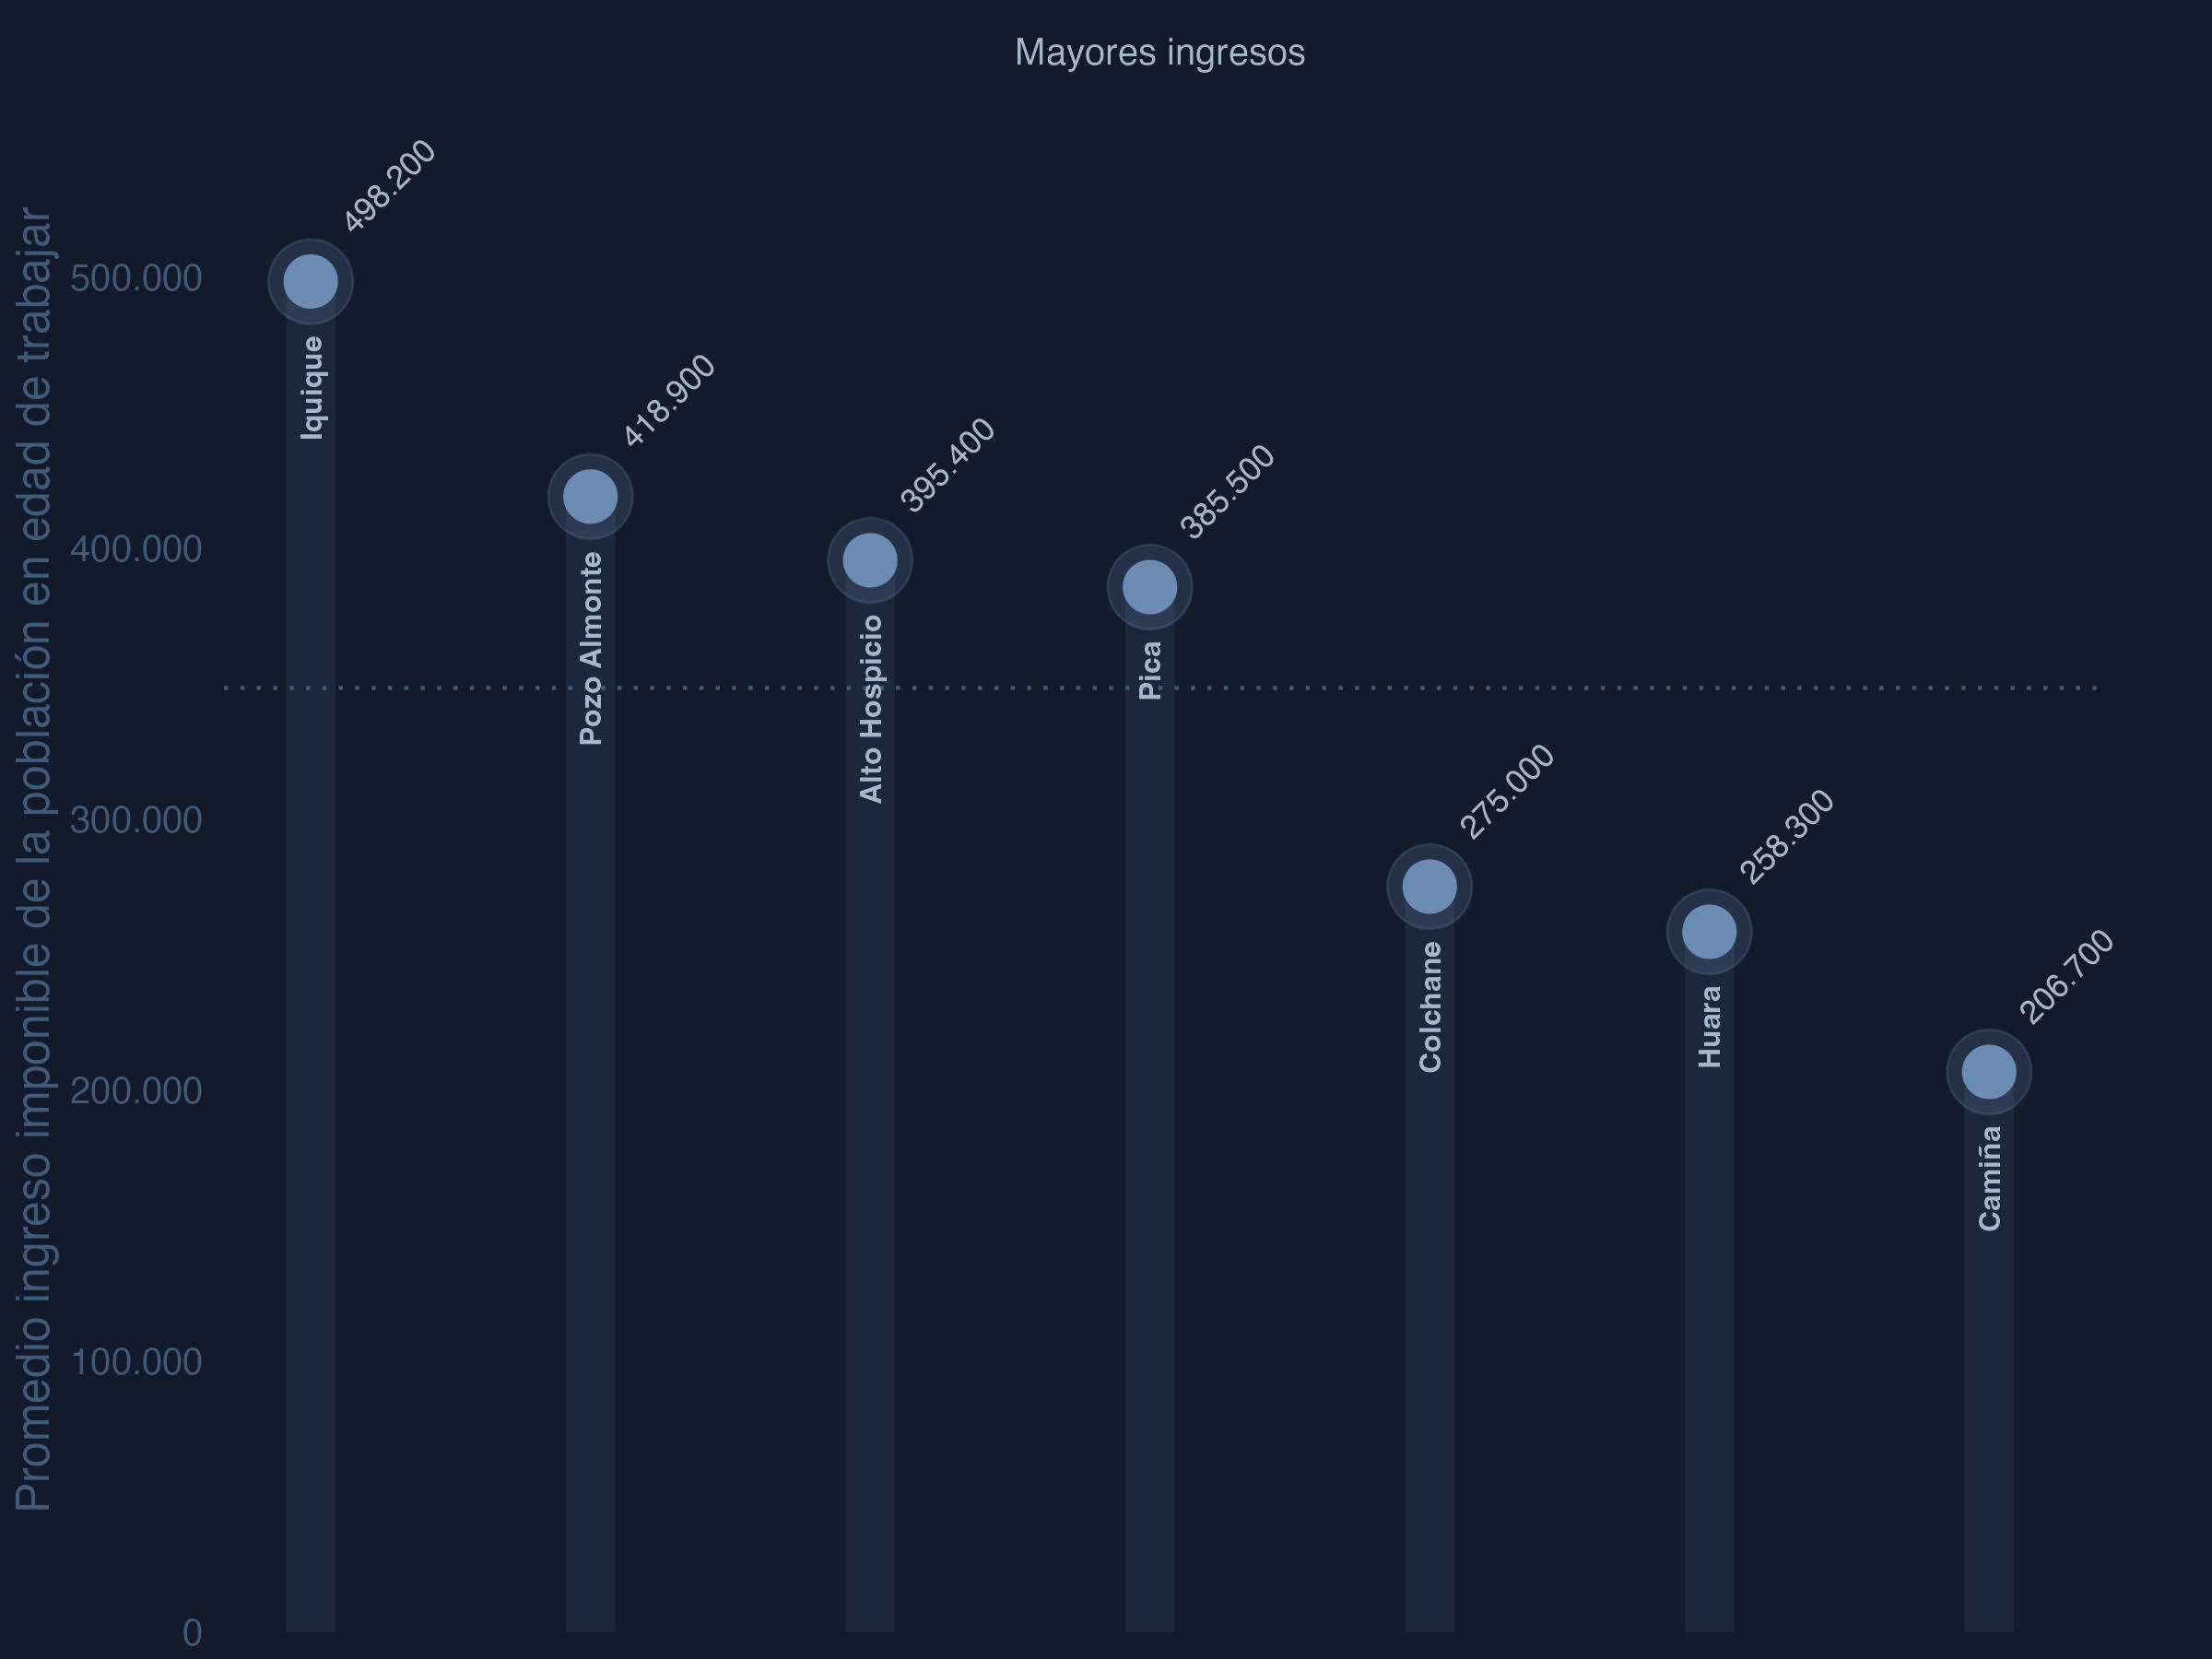 Mayores ingresos
Promedio ingreso imponible de la población en edad de trabajar
500.000
400.000
300.000
200.000
100.000
0
498.200
Iquique
418.900
Pozo Almonte
395.400
Alto Hospicio
385.500
Pica
275.000
Colchane
258.300
Huara
206.700
Camiña